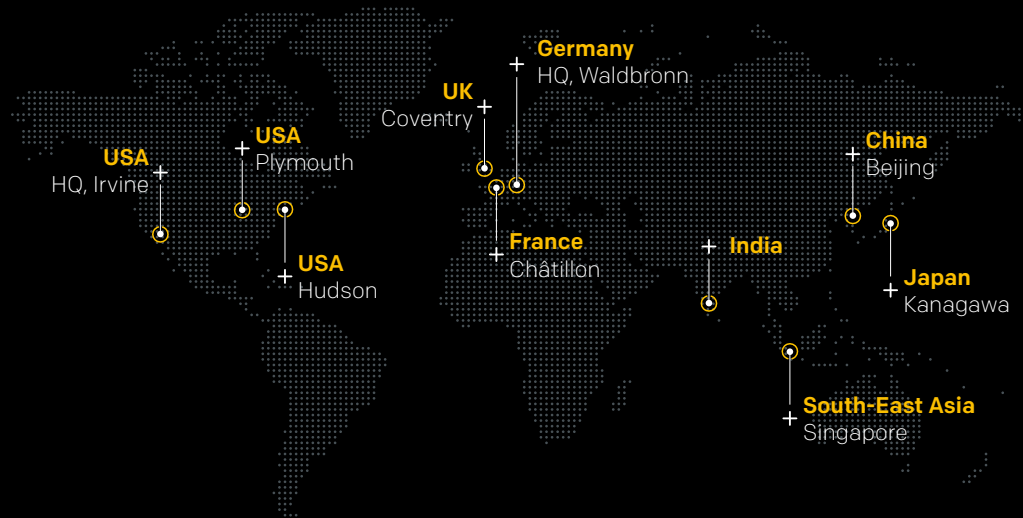 Germany
HQ, Waldbronn
UK
Coventry
USA
Plymouth
USA
HQ, Irvine
China
Beijing
France
Châtillon
India
USA
Hudson
Japan
Kanagawa
South-East Asia
Singapore